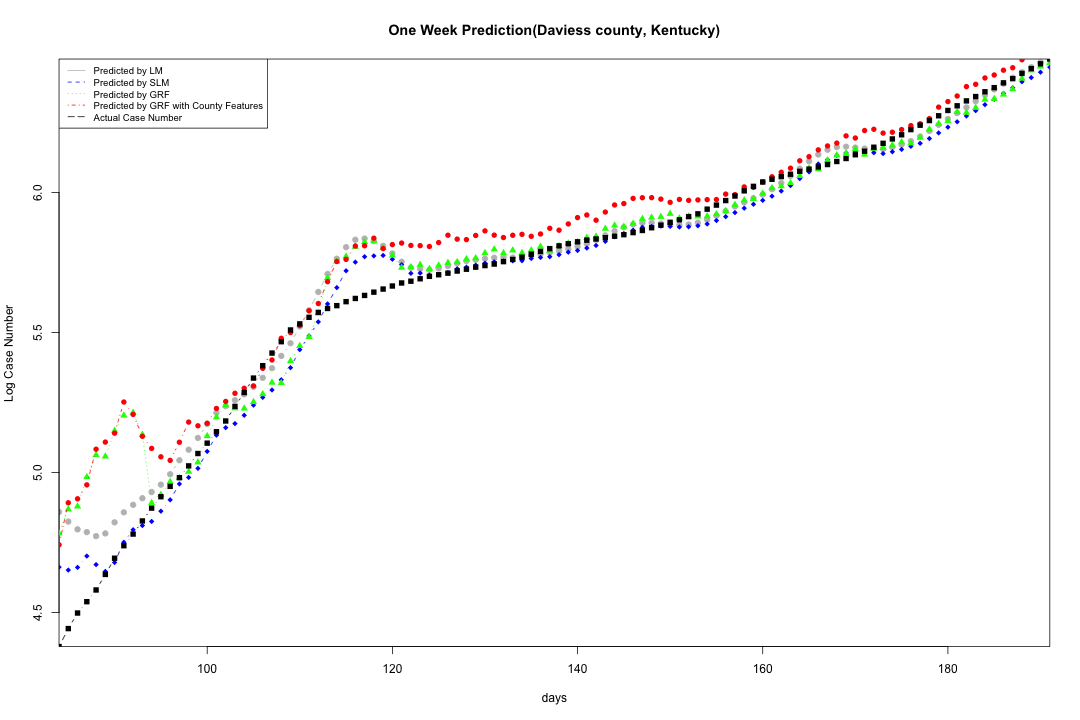 One Week Prediction(Daviess county, Kentucky)
Predicted by LM
Predicted by SLM
Predicted by GRF
Predicted by GRF with County Features
Actual Case Number
Log Case Number
6.0
5.5
5.0
4.5
100 120 140 160 180
days